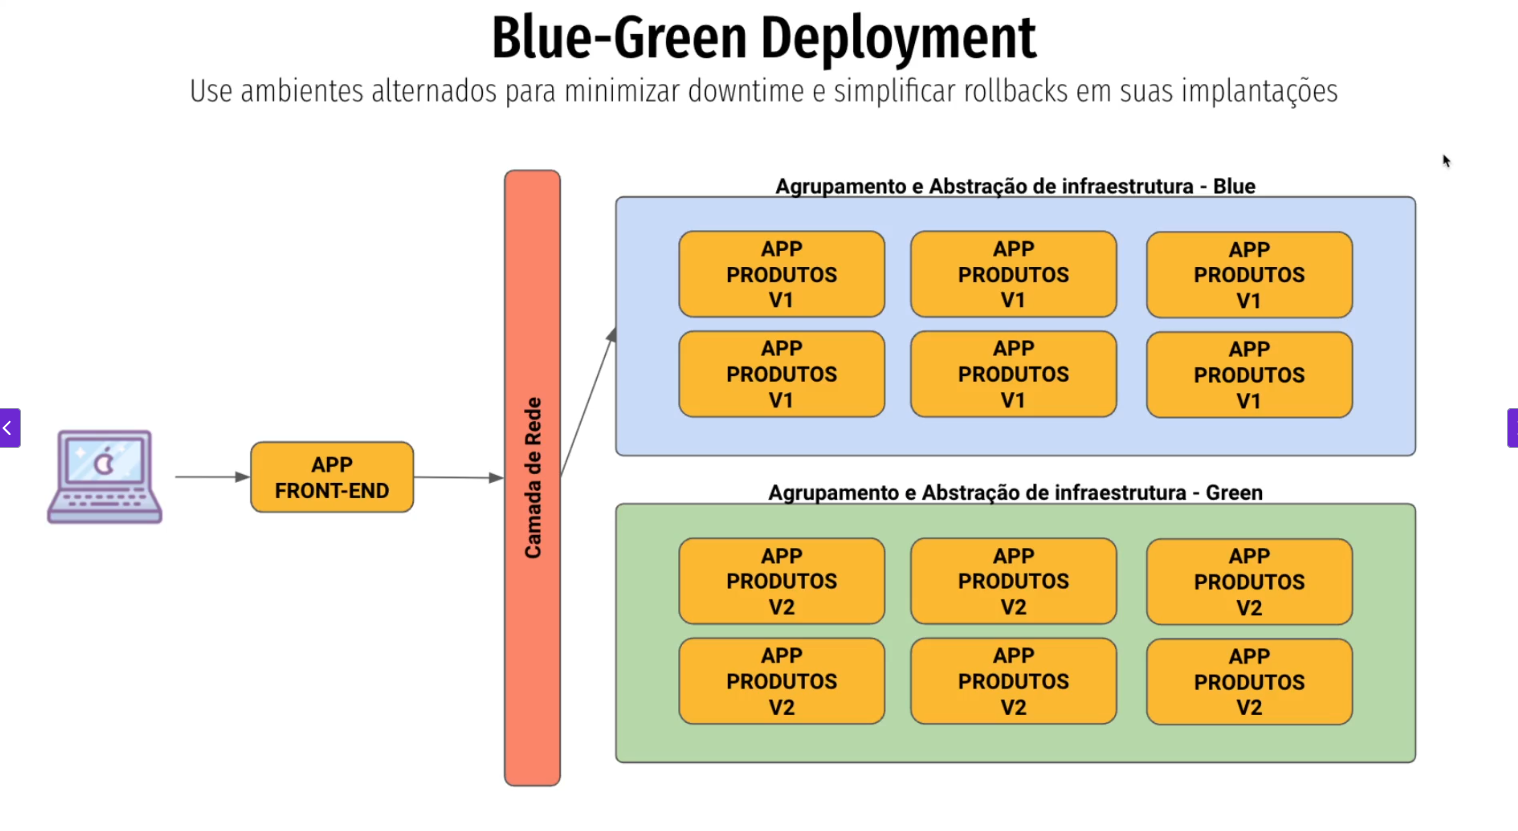 Blue-Green Deployment
Use ambientes alternados para minimizar downtime e simplificar rollbacks em suas implantações
APP
FRONT-END
Camada de Rede
Agrupamento e Abstração de infraestrutura - Blue
APP
PRODUTOS
V1
APP
PRODUTOS
V1
APP
PRODUTOS
V1
APP
PRODUTOS
V1
APP
PRODUTOS
V1
APP
PRODUTOS
V1
Agrupamento e Abstração de infraestrutura - Green
APP
PRODUTOS
V2
APP
PRODUTOS
V2
APP
PRODUTOS
V2
APP
PRODUTOS
V2
APP
PRODUTOS
V2
APP
PRODUTOS
V2